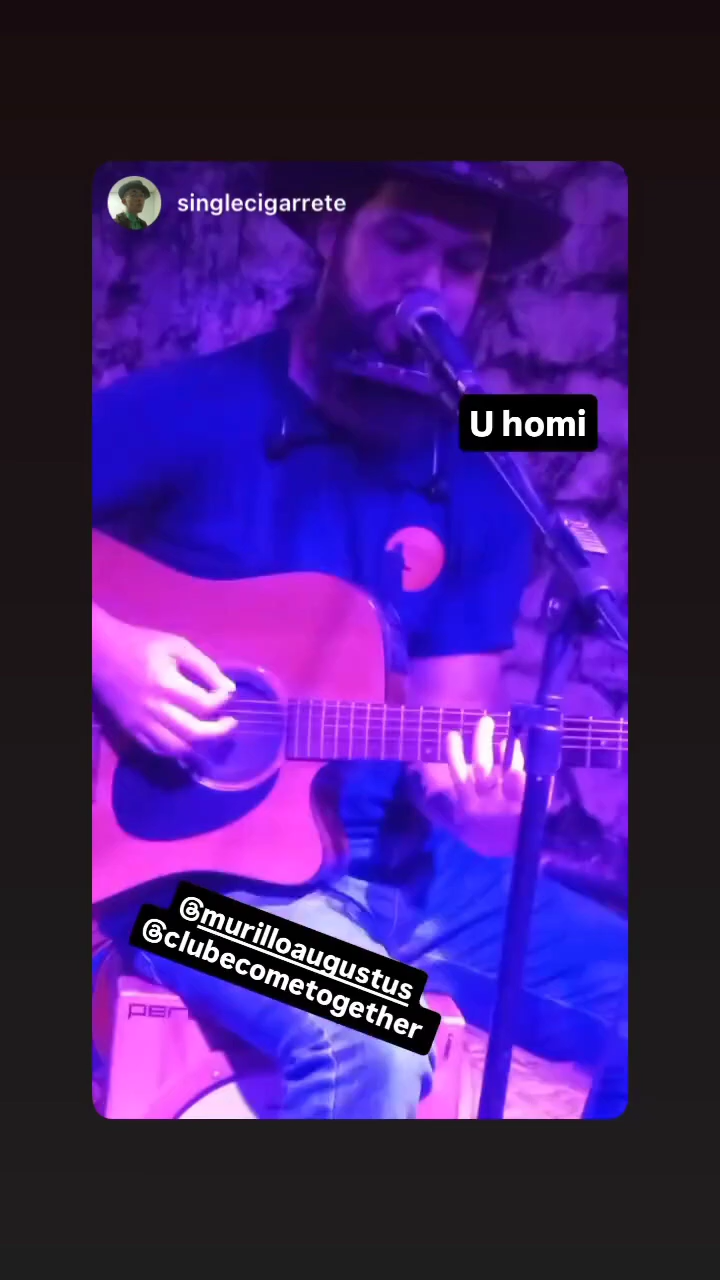 singlecigarrete
U homi
@murilloaugustus
@clubecometogether